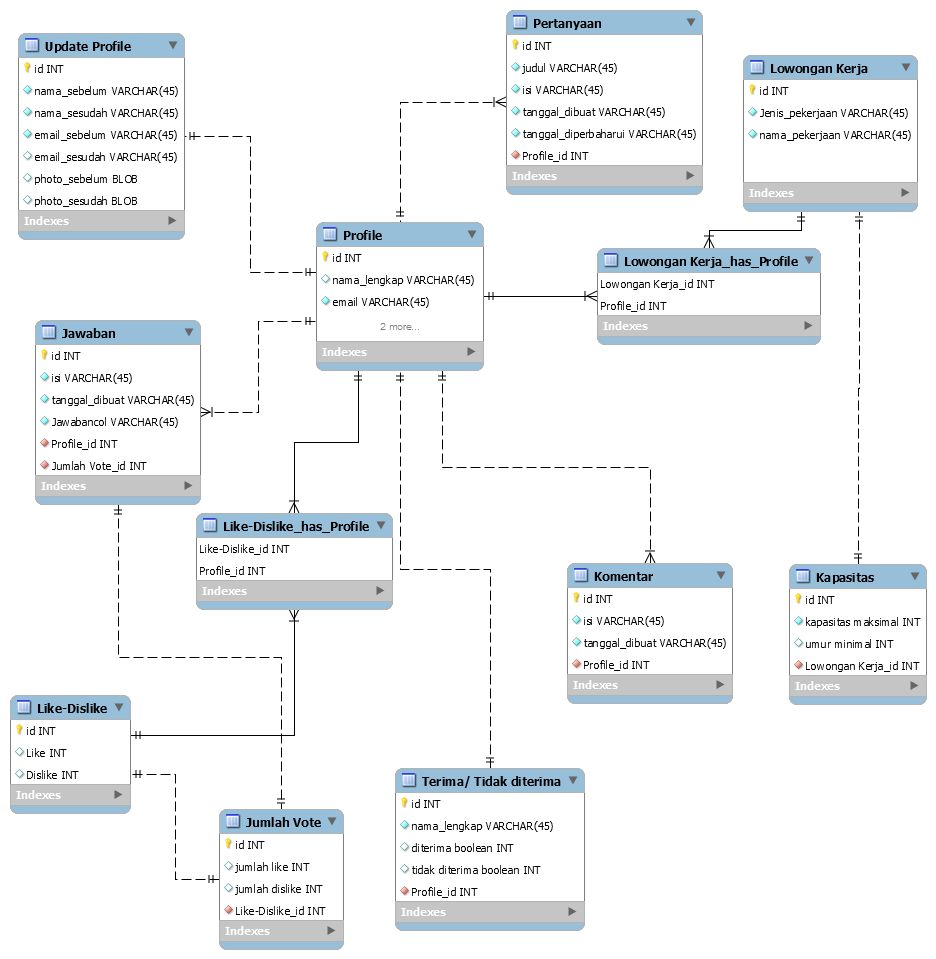 Update Profile
id INT
nama_sebelum VARCHAR(45)
nama_sesudah VARCHAR(45)
email_sebelum VARCHAR(45)
email_sesudah VARCHAR(45)
photo_sebelum BLOB
photo_sesudah BLOB
Indexes
Pertanyaan
id INT
judul VARCHAR(45)
isi VARCHAR(45)
tanggal_dibuat VARCHAR(45)
tanggal_diperbaharui VARCHAR(45)
Profile_id INT
Indexes
Lowongan Kerja
id INT
Jenis_pekerjaan VARCHAR(45)
nama_pekerjaan VARCHAR(45)
Indexes
Profile
id INT
nama_lengkap VARCHAR(45)
email VARCHAR(45)
2 more...
Indexes
Lowongan Kerja_has_Profile
Lowongan Kerja_id INT
Profile_id INT
Indexes
Jawaban
id INT
isi VARCHAR(45)
tanggal_dibuat VARCHAR(45)
Jawabancol VARCHAR(45)
Profile_id INT
Jumlah Vote_id INT
Indexes
Like-Dislike_has_Profile
Like-Dislike_id INT
Profile_id INT
Indexes
Komentar
id INT
isi VARCHAR(45)
tanggal_dibuat VARCHAR(45)
Profile_id INT
Indexes
Kapasitas
id INT
kapasitas maksimal INT
umur minimal INT
Lowongan Kerja_id INT
Indexes
Like-Dislike
id INT
Like INT
Dislike INT
Indexes
Jumlah Vote
id INT
jumlah like INT
jumlah dislike INT
Like-Dislike_id INT
Indexes
Terima/ Tidak diterima
id INT
nama_lengkap VARCHAR(45)
diterima boolean INT
tidak diterima boolean INT
Profile_id INT
Indexes